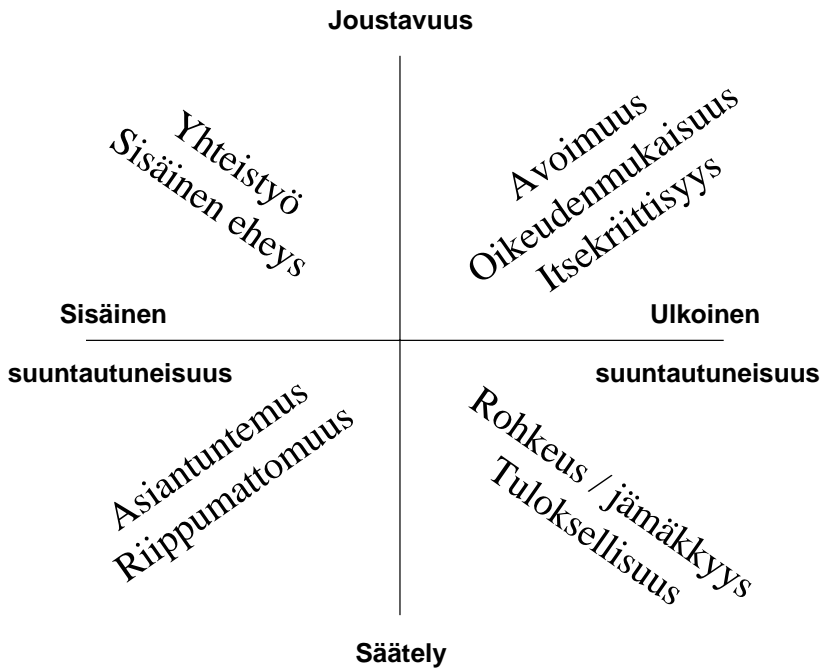 Joustavuus
Yhteistyö
Sisäinen eheys
Avoimuus
Oikeudenmukaisuus
Itsekriittisyys
Sisäinen
suuntautuneisuus
Ulkoinen
suuntautuneisuus
Asiantuntemus
Riippumattomuus
Rohkeus / jämäkkyys
Tuloksellisuus
Säätely